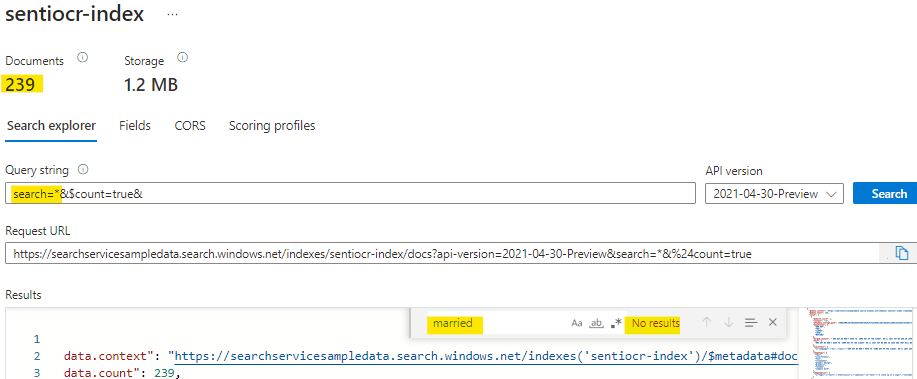 sentiocr-index ...
Documents Storage
239 1.2 MB
Search explorer Fields CORS Scoring profiles
Query string API version
search=*&$count=true& 2021-04-30-Preview Search
Request URL
https://searchservicesampledata.search.windows.net/indexes/sentiocr-index/docs?api-version=2021-04-30-Preview&search=*&%24count=true
Results
married Aa ab .* No results
1
2 data.context": "https://searchservicesampledata.search.windows.net/indexes('sentiocr-index')/$metadata#doc
3 data.count": 239,